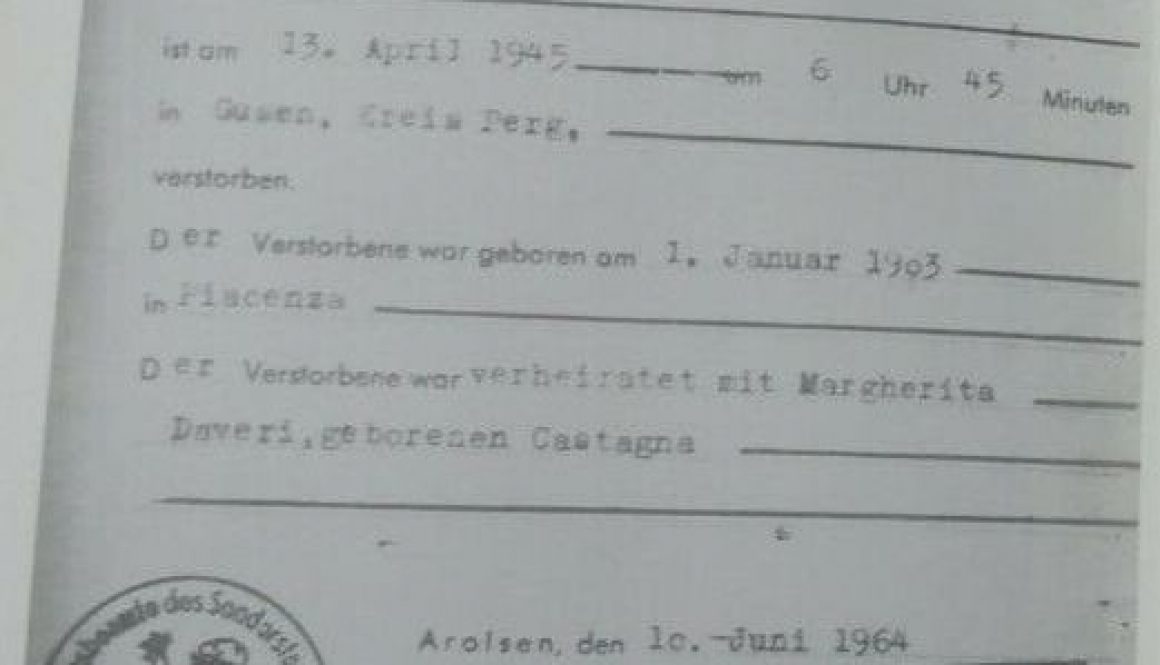 ist am 13. April 1945 um 6 Uhr 45 Minuten
in Gusen, Kreis Perg,
verstorben.
Der Verstorbene war geboren am 1. Januar 1903
in Piacenza
Der Verstorbene war verheiratet mit Margherita
Daveri, geborenen Castagna
des Sonderst
Arolsen, den 10. Juni 1964